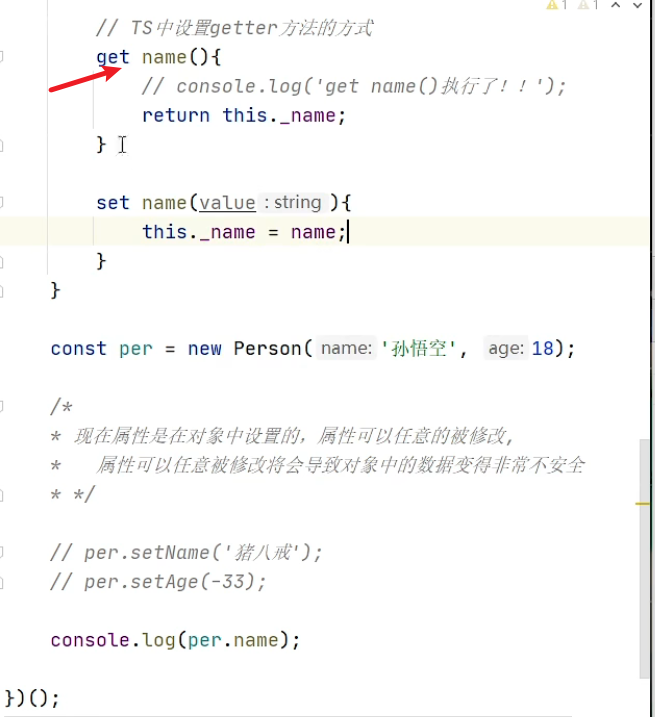 1 1
// TS中设置getter方法的方式
get name(){
// console.log('get name()执行了！！');
return this._name;
}
set name(value : string){
this._name = name;
}
}
const per = new Person( name: '孙悟空', age: 18);
/*
* 现在属性是在对象中设置的，属性可以任意的被修改,
* 属性可以任意被修改将会导致对象中的数据变得非常不安全
* */
// per.setName('猪八戒');
// per.setAge(-33);
console.log(per.name);
})();